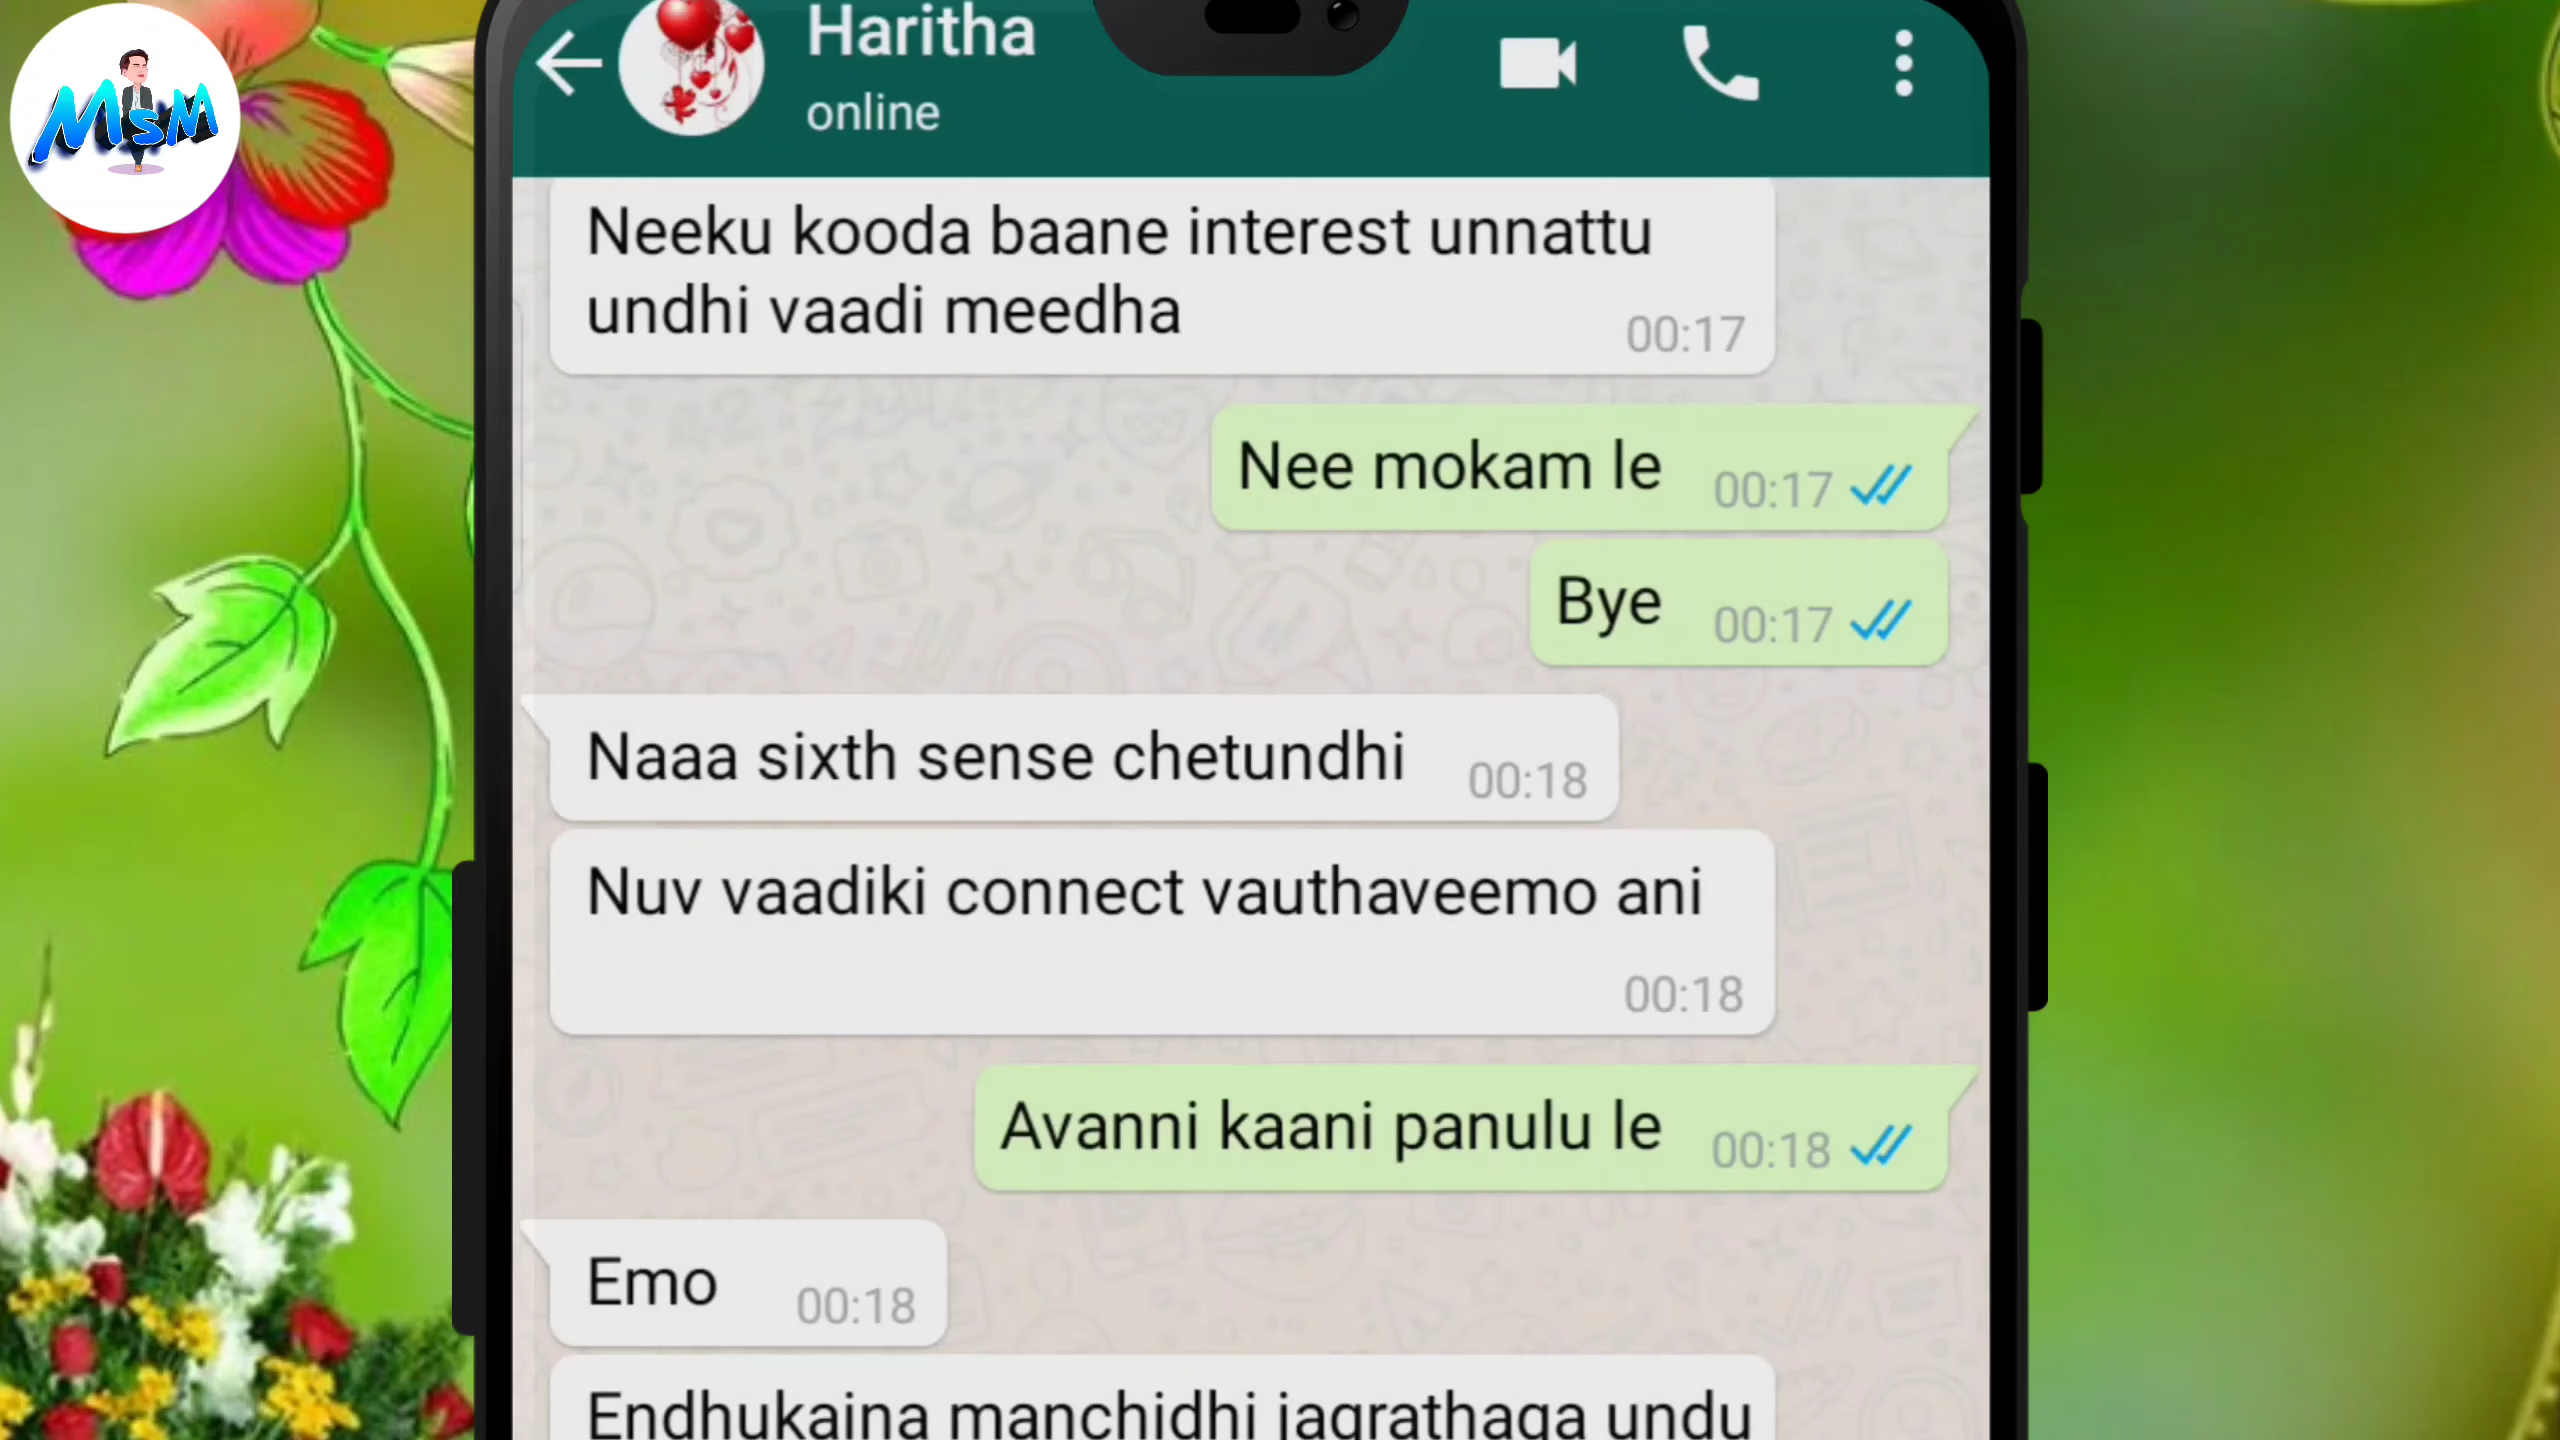 MSM
Haritha
online
Neeku kooda baane interest unnattu
undhi vaadi meedha
00:17
Nee mokam le 00:17
Bye 00:17
Naaa sixth sense chetundhi 00:18
Nuv vaadiki connect vauthaveemo ani
00:18
Avanni kaani panulu le 00:18
Emo 00:18
Endhukaina manchidhi jagrathaga undu